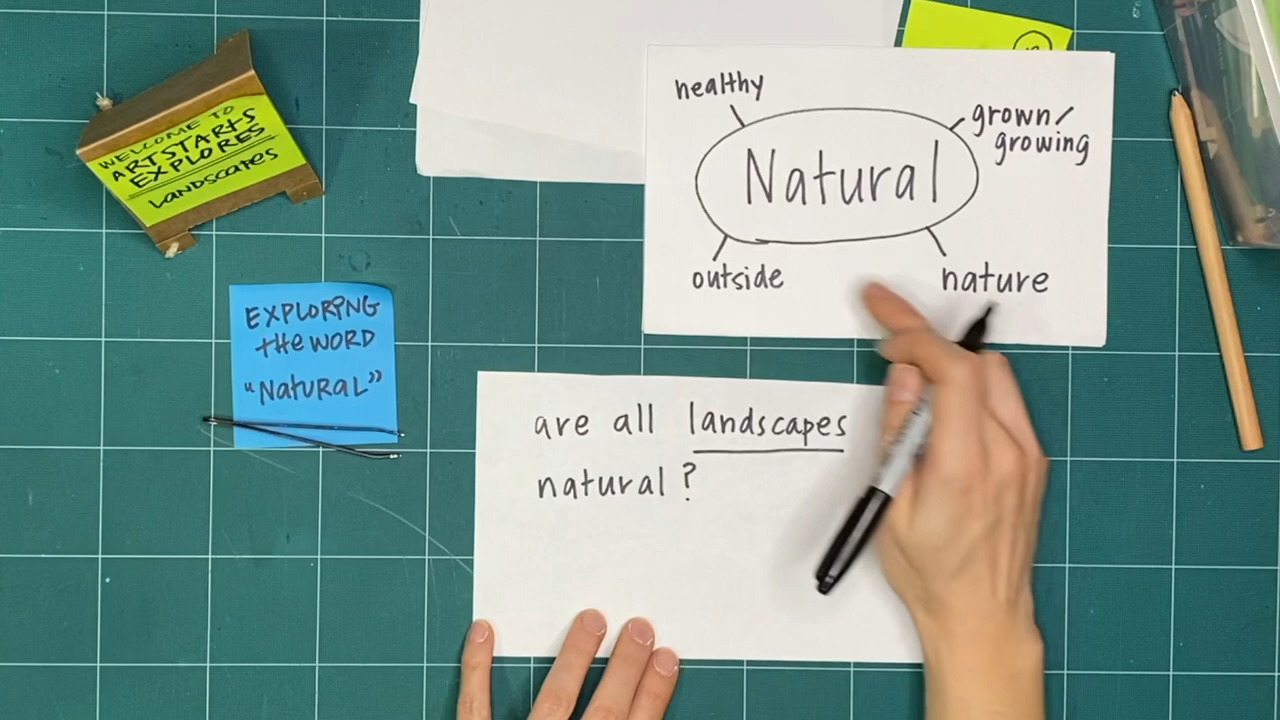 WELCOME TO
ARTSTARTS
EXPLORES
LANDSCAPES
EXPLORING
the WORD
"Natural"
healthy
grown/
growing
Natural
outside
nature
are all landscapes
natural?